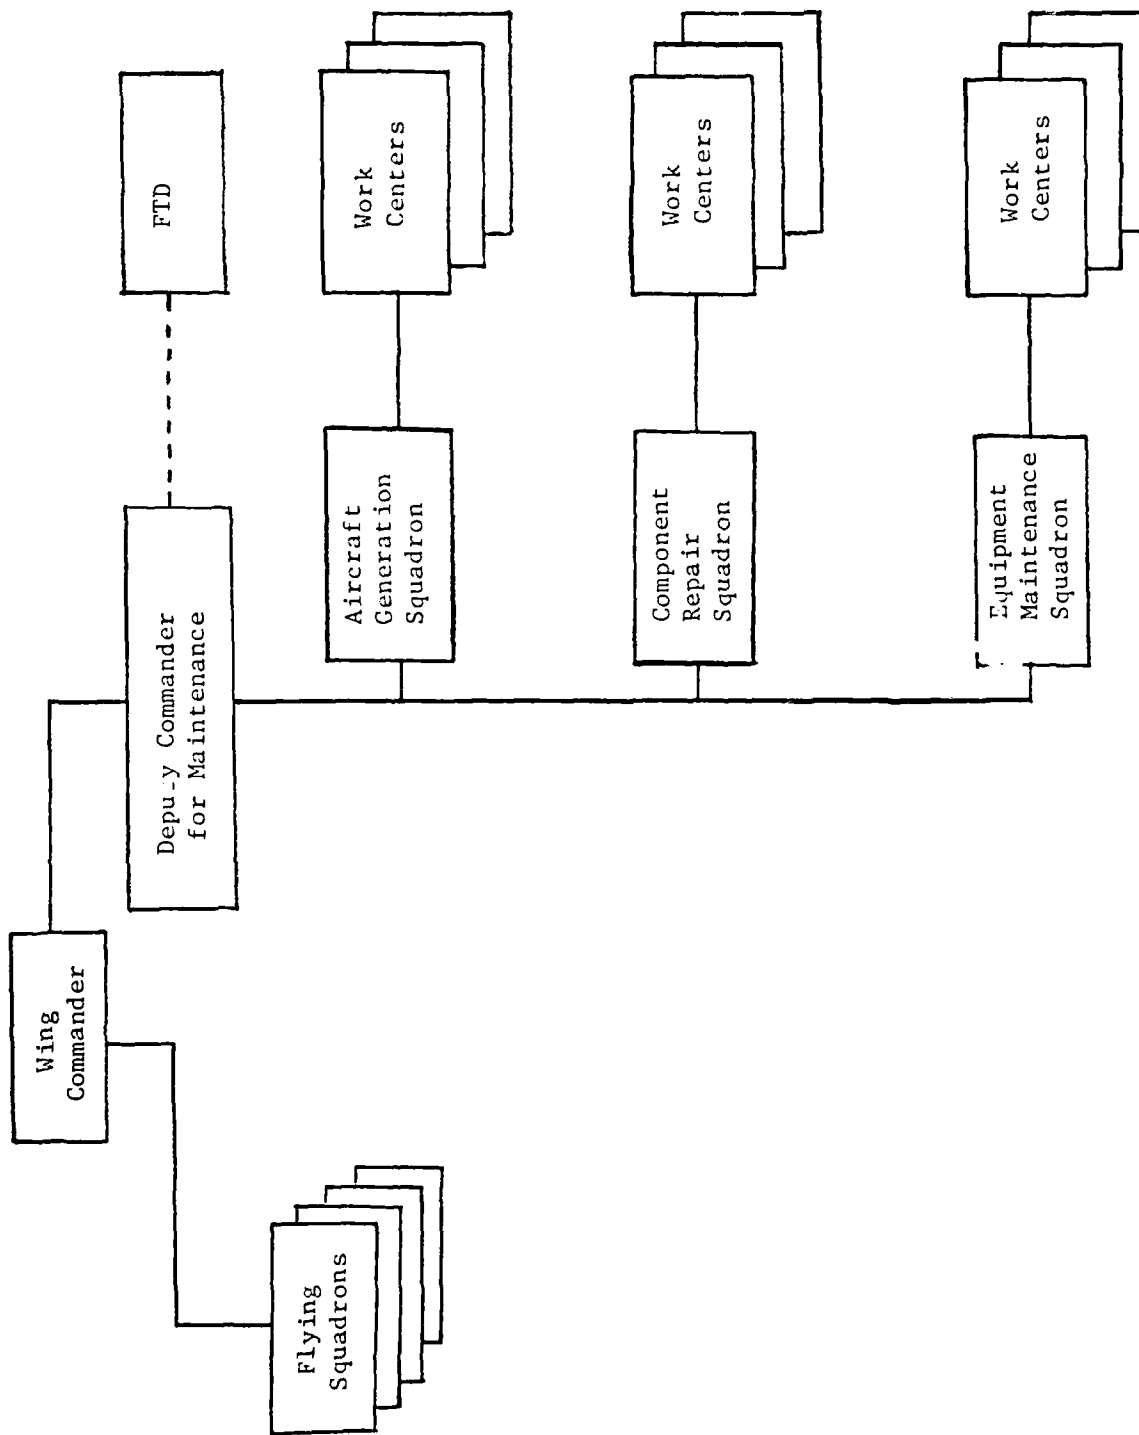 Wing
Commander
Flying
Squadrons
Deputy Commander
for Maintenance
FTD
Aircraft
Generation
Squadron
Work
Centers
Component
Repair
Squadron
Work
Centers
Equipment
Maintenance
Squadron
Work
Centers